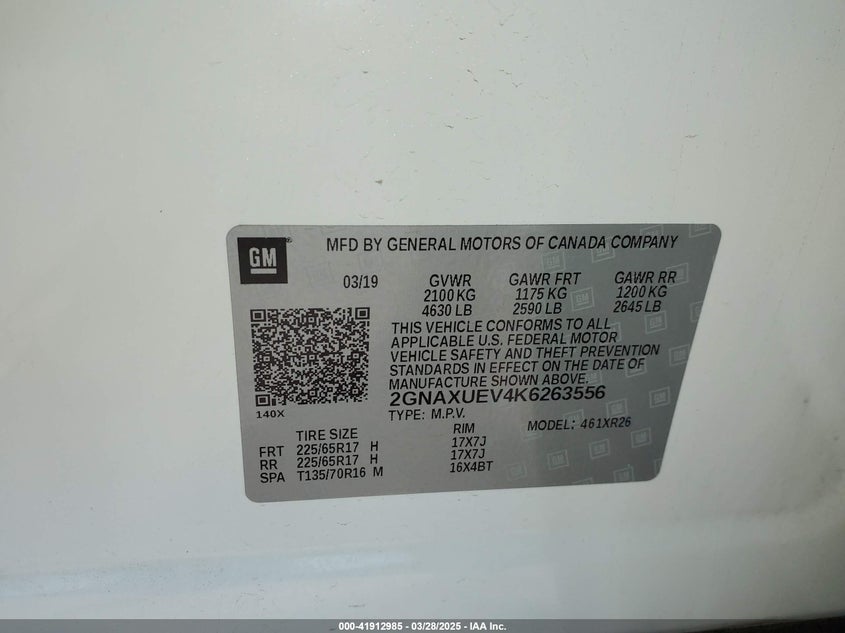 GM
MFD BY GENERAL MOTORS OF CANADA COMPANY
03/19 GVWR GAWR FRT GAWR RR
2100 KG 1175 KG 1200 KG
4630 LB 2590 LB 2645 LB
THIS VEHICLE CONFORMS TO ALL
APPLICABLE U.S. FEDERAL MOTOR
VEHICLE SAFETY AND THEFT PREVENTION
STANDARDS IN EFFECT ON THE DATE OF
MANUFACTURE SHOWN ABOVE.
2GNAXUEV4K6263556
140X
TYPE: M.P.V. MODEL: 461XR26
TIRE SIZE RIM
FRT 225/65R17 H 17X7J
RR 225/65R17 H 17X7J
SPA T135/70R16 M 16X4BT
000-41912985 - 03/28/2025 - IAA Inc.